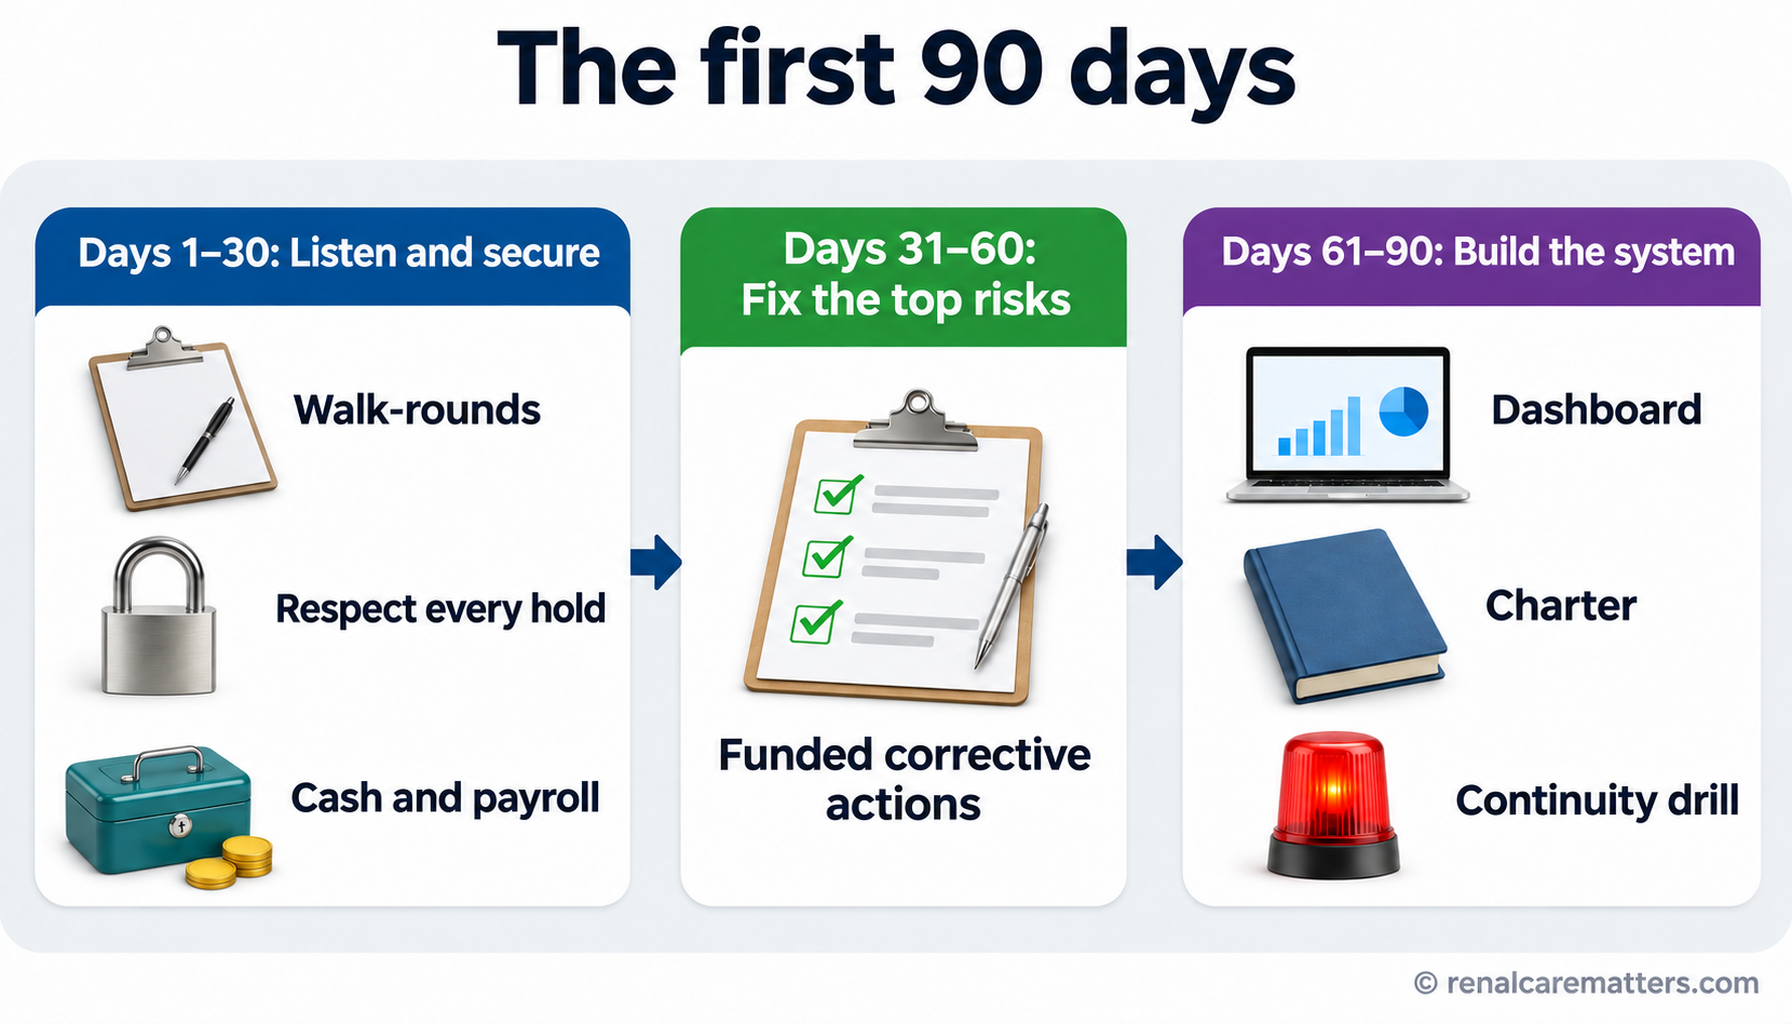 The first 90 days
Days 1–30: Listen and secure
Walk-rounds
Respect every hold
Cash and payroll
Days 31–60:
Fix the top risks
Funded corrective
actions
Days 61–90: Build the system
Dashboard
Charter
Continuity drill
© renalcarematters.com